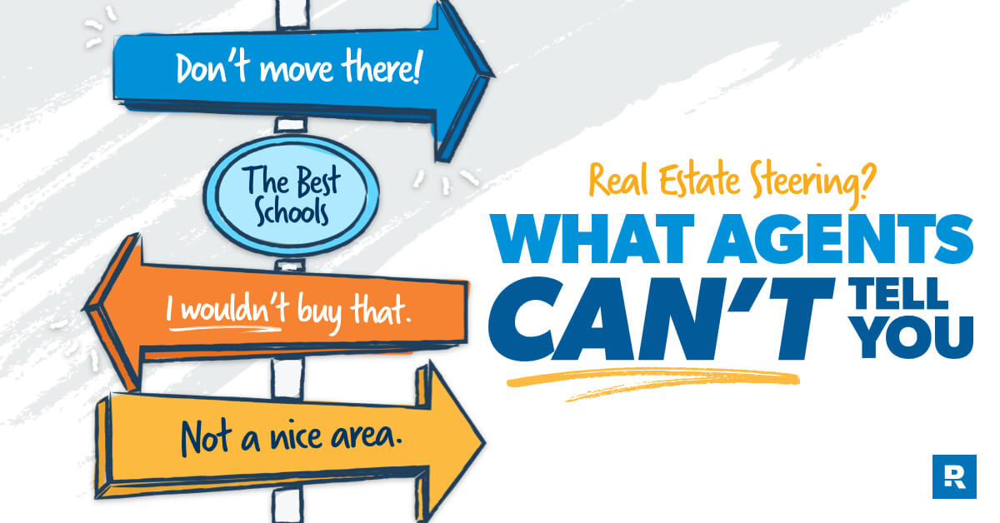 Don't move there!
The Best
Schools
I wouldn't buy that.
Not a nice area.
Real Estate Steering?
WHAT AGENTS
CAN'T TELL
YOU
R